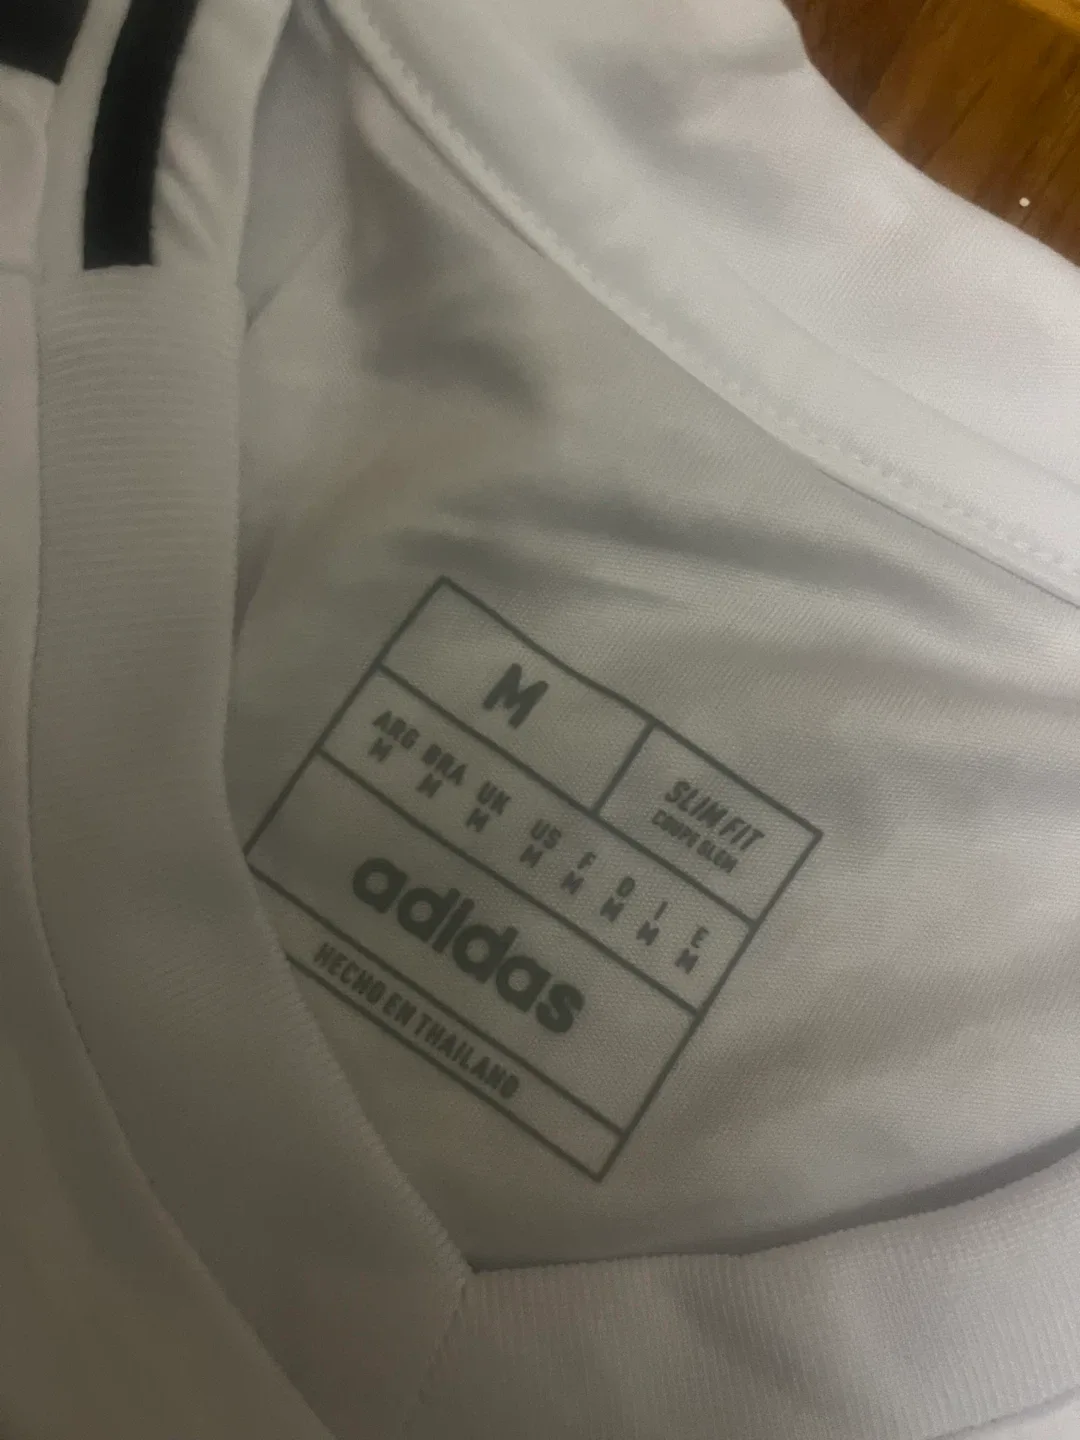 M
SLIM FIT
COUPE SLIM
ARG BRA UK US F D I E
M M M M M M M M
adidas
HECHO EN THAILAND